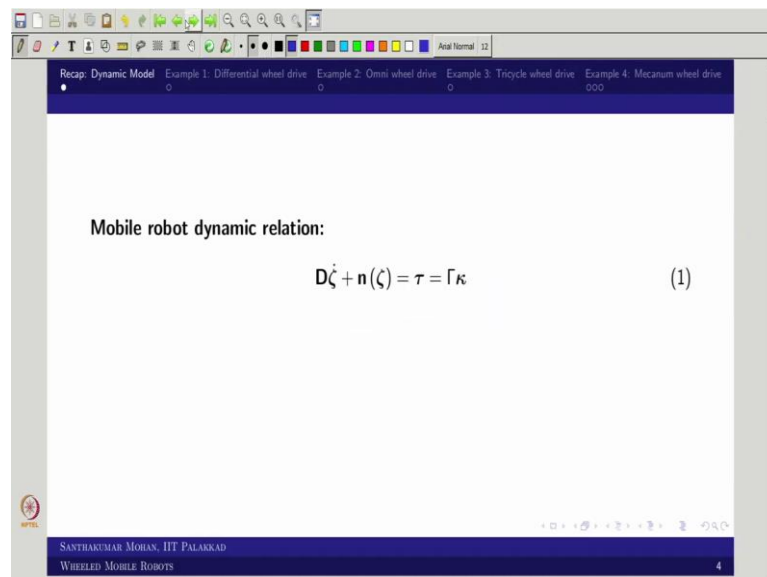 T
Arial Normal 12
Recap: Dynamic Model Example 1: Differential wheel drive Example 2: Omni wheel drive Example 3: Tricycle wheel drive Example 4: Mecanum wheel drive
Mobile robot dynamic relation:
Dζ̇ + n(ζ) = τ = Γκ (1)
NPTEL
SANTHAKUMAR MOHAN, IIT PALAKKAD
WHEELED MOBILE ROBOTS 4